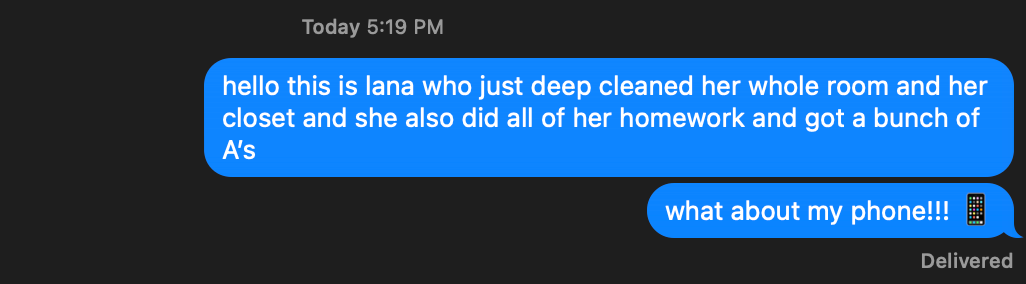 Today 5:19 PM
hello this is lana who just deep cleaned her whole room and her
closet and she also did all of her homework and got a bunch of
A’s
what about my phone!!! 📱
Delivered